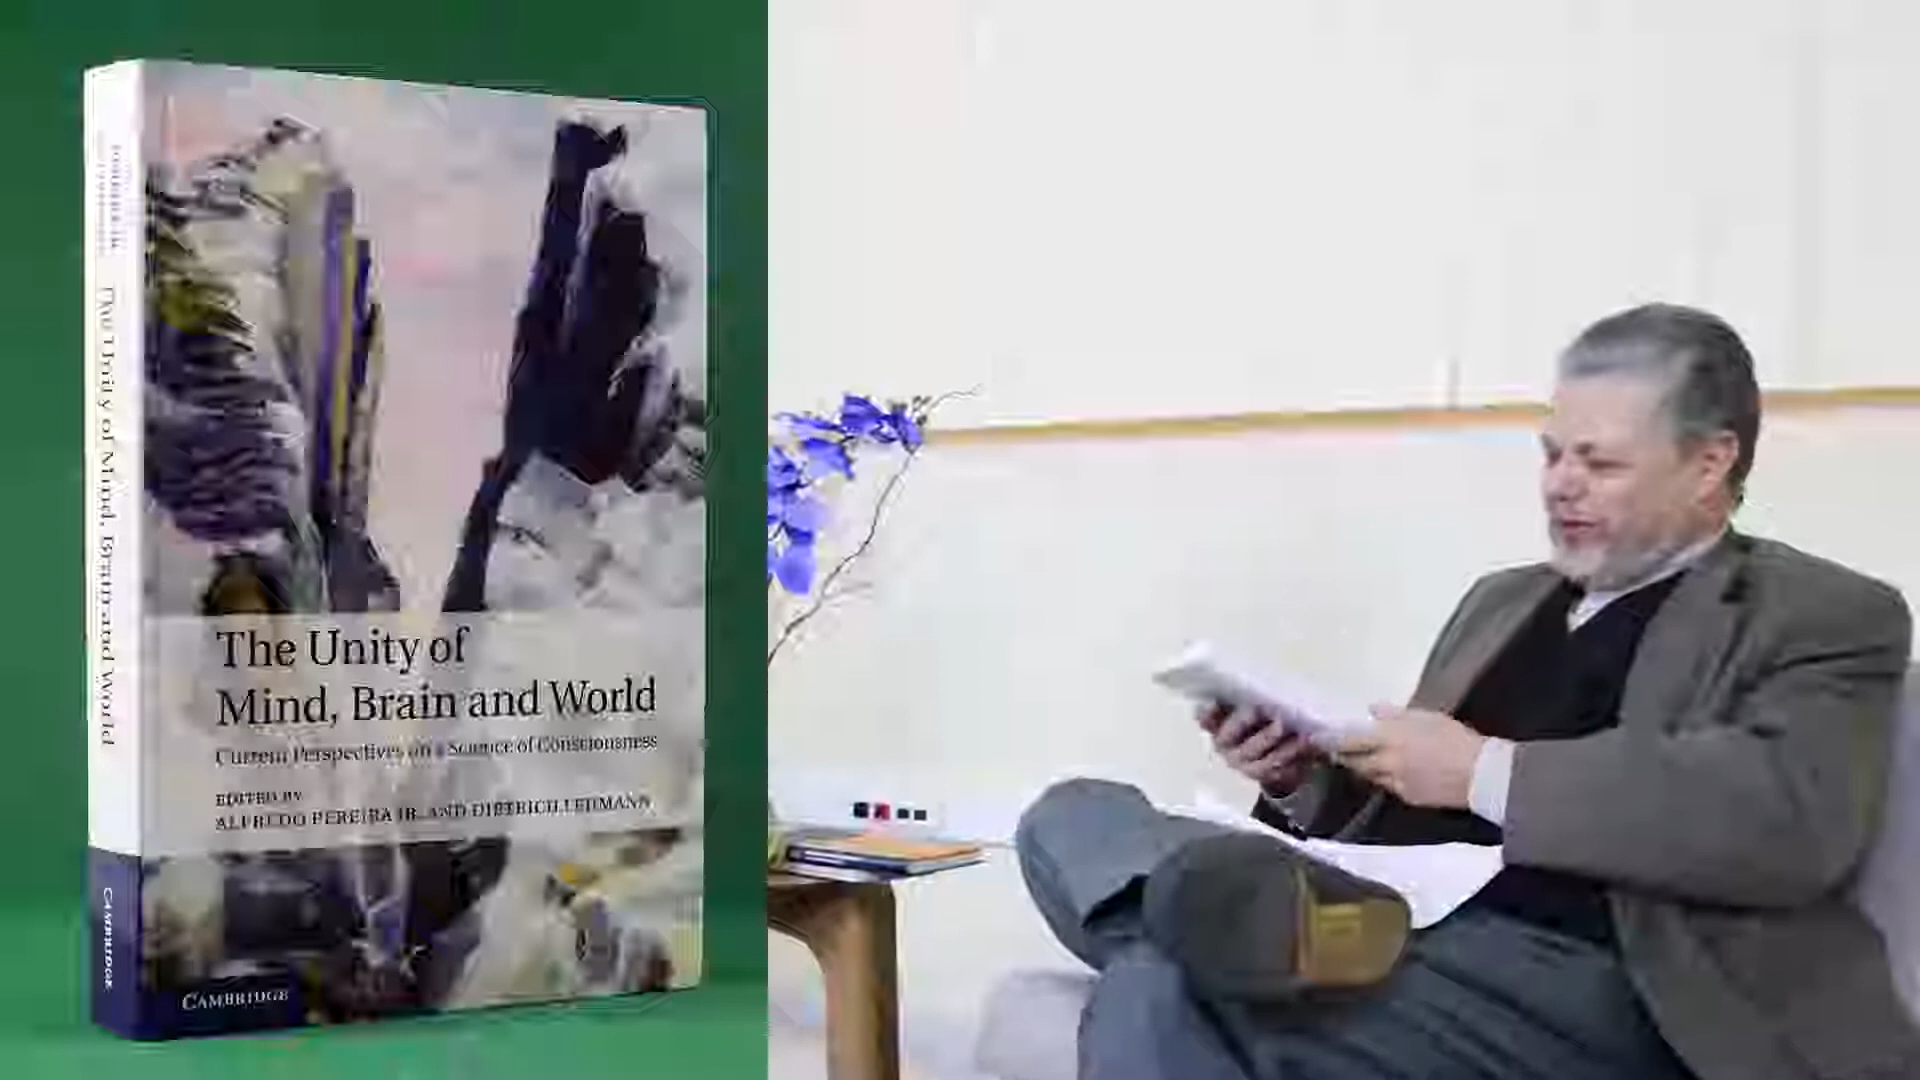 The Unity of
Mind, Brain and World
Current Perspectives on a Science of Consciousness
EDITED BY
ALFREDO PEREIRA JR. AND DIETRICH LEHMANN
CAMBRIDGE
The Unity of Mind, Brain and World
CAMBRIDGE